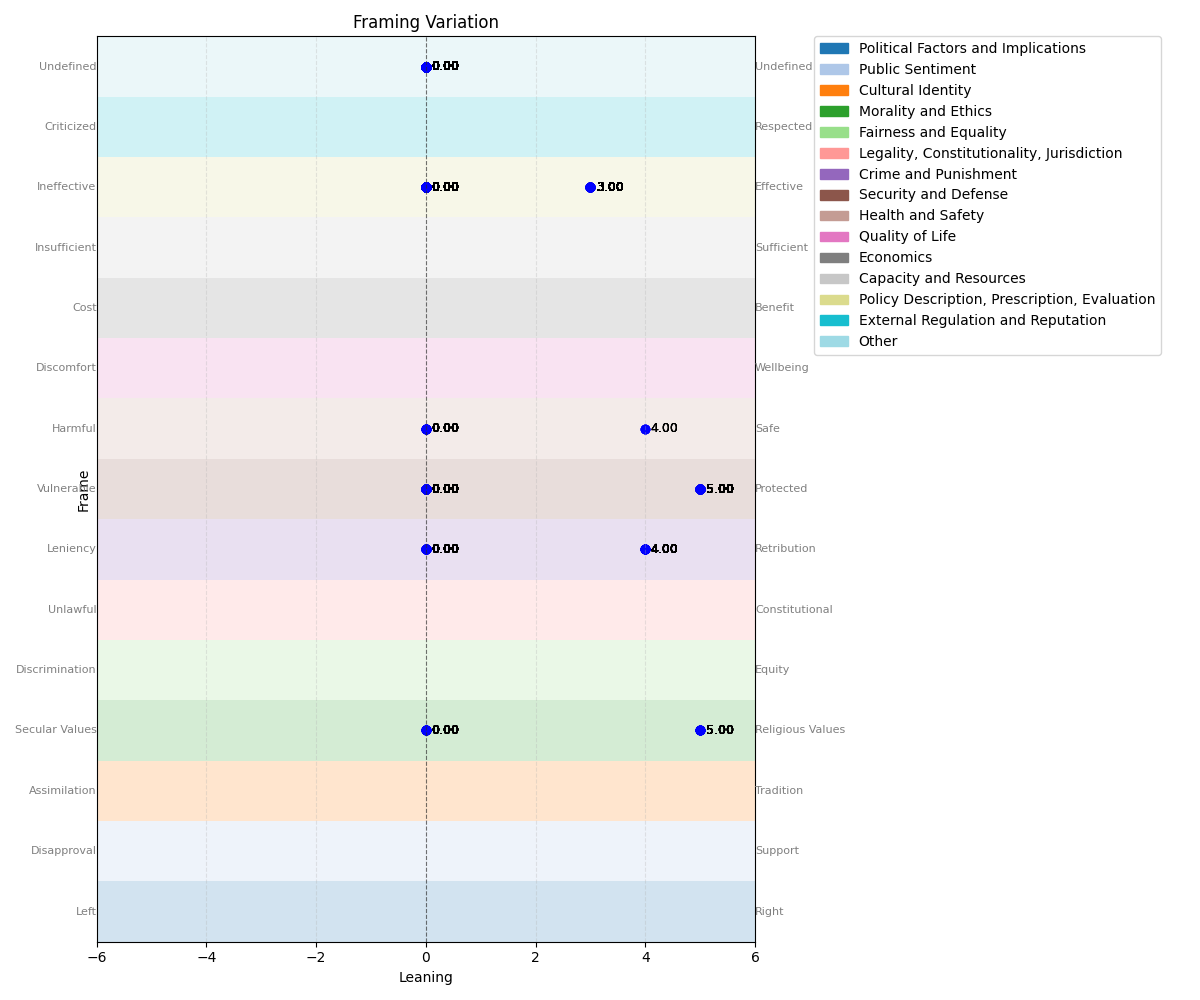 Framing Variation
Undefined
0.00
Undefined
Criticized
Respected
Ineffective
0.00
3.00
Effective
Insufficient
Sufficient
Cost
Benefit
Discomfort
Wellbeing
Harmful
0.00
4.00
Safe
Vulnerable
0.00
5.00
Protected
Leniency
0.00
4.00
Retribution
Unlawful
Constitutional
Discrimination
Equity
Secular Values
0.00
5.00
Religious Values
Assimilation
Tradition
Disapproval
Support
Left
Right
Frame
−6 −4 −2 0 2 4 6
Leaning
Political Factors and Implications
Public Sentiment
Cultural Identity
Morality and Ethics
Fairness and Equality
Legality, Constitutionality, Jurisdiction
Crime and Punishment
Security and Defense
Health and Safety
Quality of Life
Economics
Capacity and Resources
Policy Description, Prescription, Evaluation
External Regulation and Reputation
Other